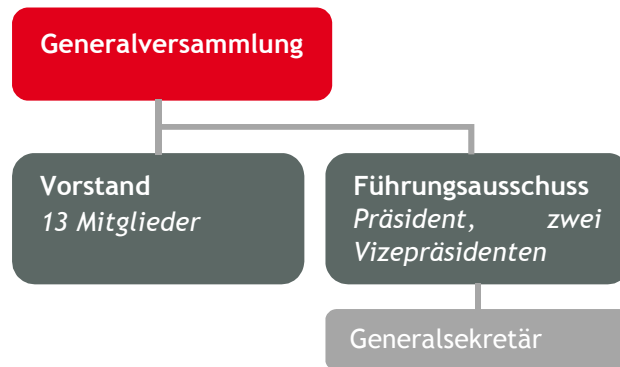 Generalversammlung
Vorstand
13 Mitglieder
Führungsausschuss
Präsident, zwei
Vizepräsidenten
Generalsekretär